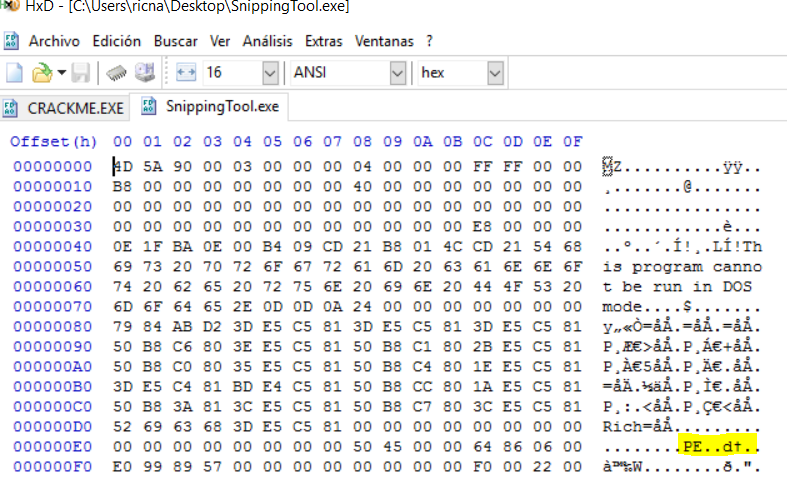 HxD - [C:\Users\ricna\Desktop\SnippingTool.exe]
Archivo Edición Buscar Ver Análisis Extras Ventanas ?
16 ANSI hex
CRACKME.EXE SnippingTool.exe
Offset(h) 00 01 02 03 04 05 06 07 08 09 0A 0B 0C 0D 0E 0F
00000000 4D 5A 90 00 03 00 00 00 04 00 00 00 FF FF 00 00 MZ..........ÿÿ..
00000010 B8 00 00 00 00 00 00 00 40 00 00 00 00 00 00 00 ¸.......@.......
00000020 00 00 00 00 00 00 00 00 00 00 00 00 00 00 00 00 ................
00000030 00 00 00 00 00 00 00 00 00 00 00 00 E8 00 00 00 ............è...
00000040 0E 1F BA 0E 00 B4 09 CD 21 B8 01 4C CD 21 54 68 ..º..´.Í!¸.LÍ!Th
00000050 69 73 20 70 72 6F 67 72 61 6D 20 63 61 6E 6E 6F is program canno
00000060 74 20 62 65 20 72 75 6E 20 69 6E 20 44 4F 53 20 t be run in DOS
00000070 6D 6F 64 65 2E 0D 0D 0A 24 00 00 00 00 00 00 00 mode....$.......
00000080 79 84 AB D2 3D E5 C5 81 3D E5 C5 81 3D E5 C5 81 y„«Ò=åÅ.=åÅ.=åÅ.
00000090 50 B8 C6 80 3E E5 C5 81 50 B8 C1 80 2B E5 C5 81 P¸Æ€>åÅ.P¸Á€+åÅ.
000000A0 50 B8 C0 80 35 E5 C5 81 50 B8 C4 80 1E E5 C5 81 P¸À€5åÅ.P¸Ä€.åÅ.
000000B0 3D E5 C4 81 BD E4 C5 81 50 B8 CC 80 1A E5 C5 81 =åÄ.½äÅ.P¸Ì€.åÅ.
000000C0 50 B8 3A 81 3C E5 C5 81 50 B8 C7 80 3C E5 C5 81 P¸:.<åÅ.P¸Ç€<åÅ.
000000D0 52 69 63 68 3D E5 C5 81 00 00 00 00 00 00 00 00 Rich=åÅ.........
000000E0 00 00 00 00 00 00 00 00 50 45 00 00 64 86 06 00 ........PE..d†..
000000F0 E0 99 89 57 00 00 00 00 00 00 00 00 F0 00 22 00 à™‰W........ð.".